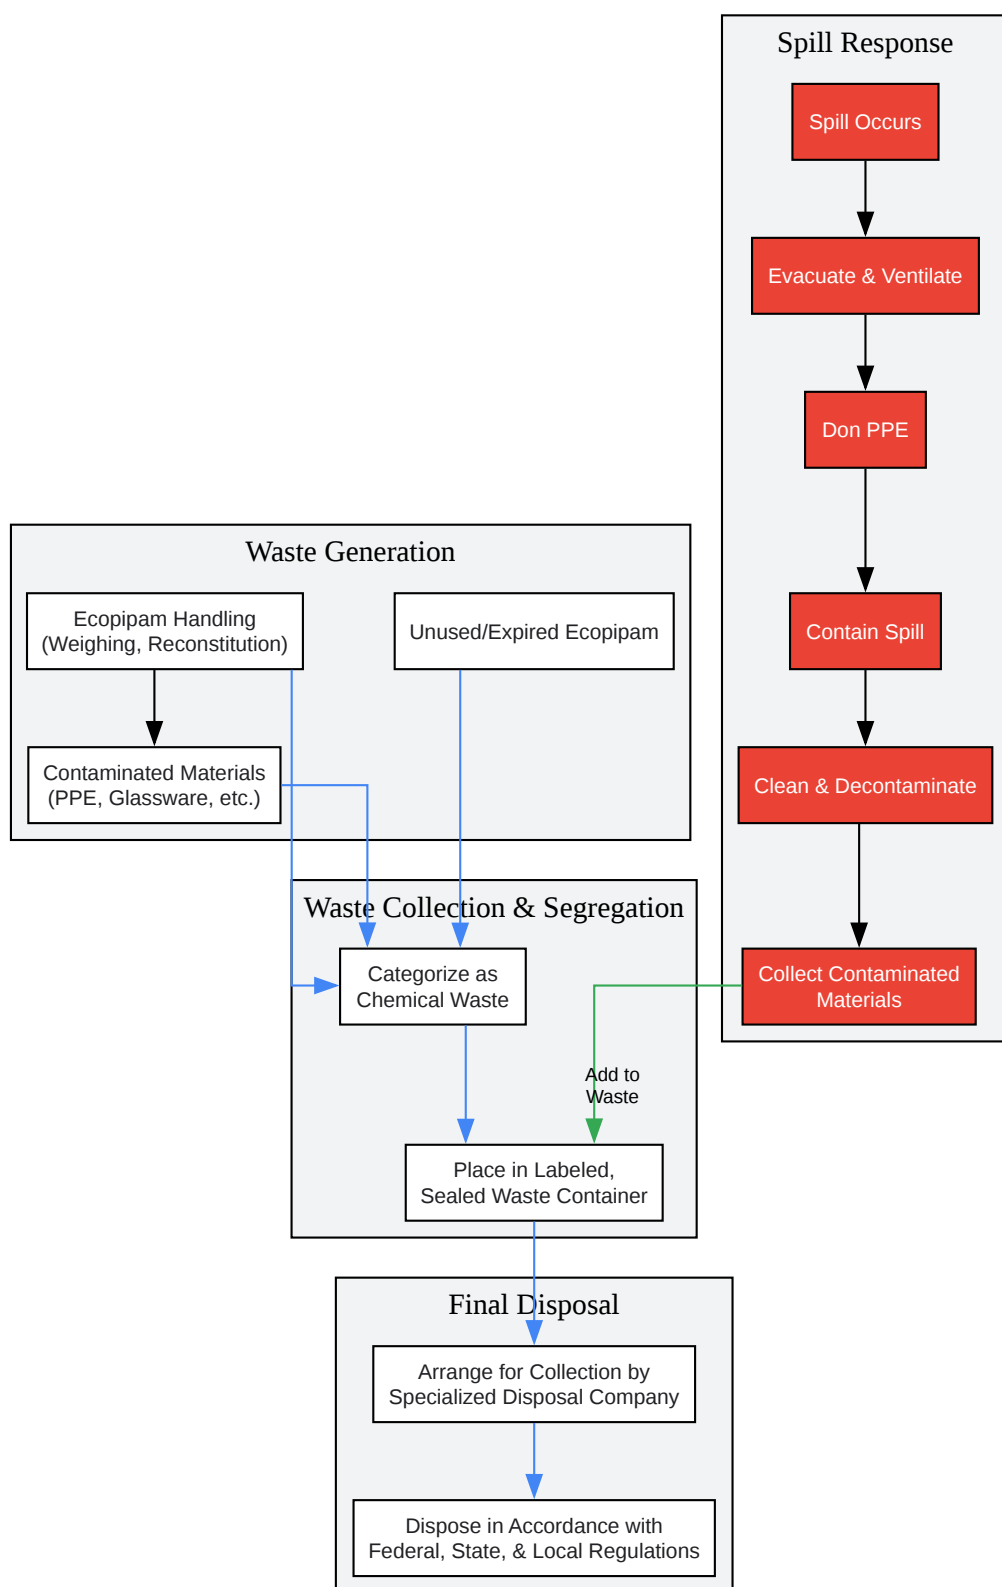 Spill Response
Spill Occurs
Evacuate & Ventilate
Don PPE
Contain Spill
Clean & Decontaminate
Collect Contaminated
Materials
Waste Generation
Ecopipam Handling
(Weighing, Reconstitution)
Unused/Expired Ecopipam
Contaminated Materials
(PPE, Glassware, etc.)
Waste Collection & Segregation
Categorize as
Chemical Waste
Add to
Waste
Place in Labeled,
Sealed Waste Container
Final Disposal
Arrange for Collection by
Specialized Disposal Company
Dispose in Accordance with
Federal, State, & Local Regulations